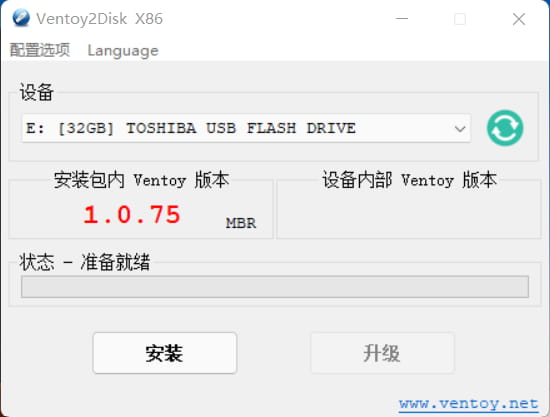 Ventoy2Disk X86
配置选项 Language
设备
E: [32GB] TOSHIBA USB FLASH DRIVE
安装包内 Ventoy 版本 设备内部 Ventoy 版本
1.0.75 MBR
状态 - 准备就绪
安装 升级
www.ventoy.net